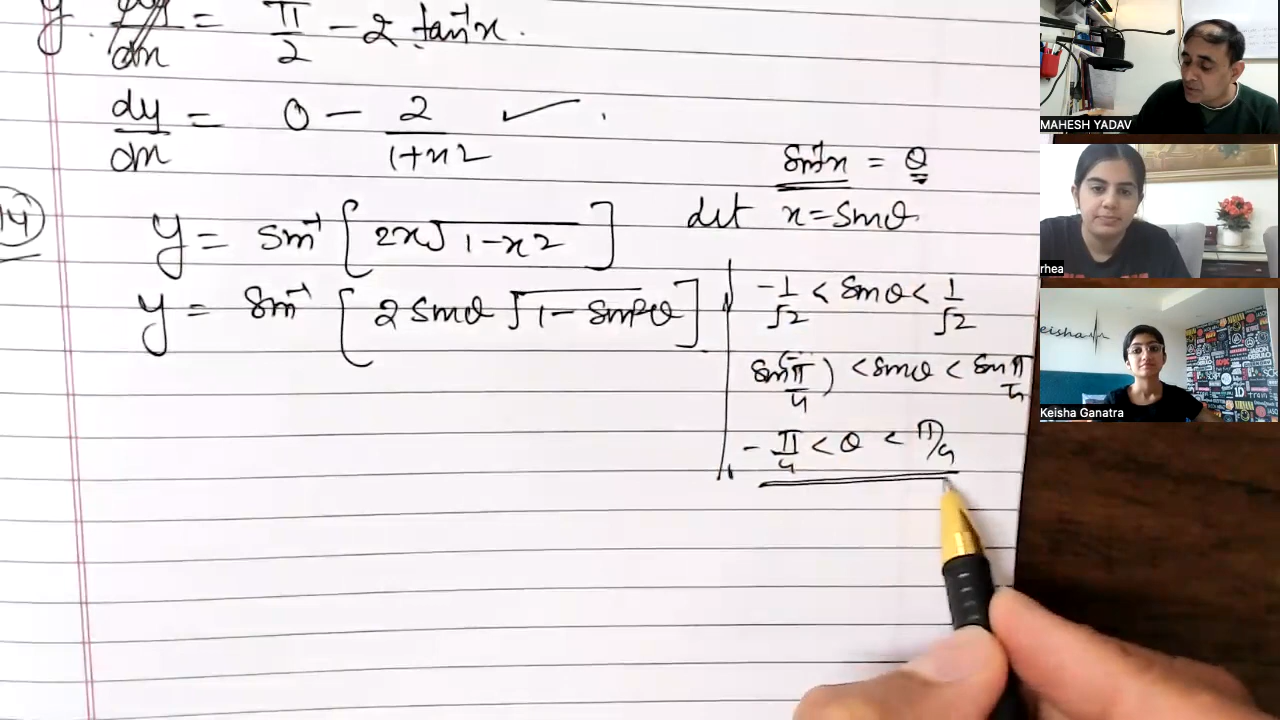 y. dy/dx = π/2 - 2 tan⁻¹x.
dy/dx = 0 - 2/1+x2 ✓ .
sin⁻¹x = θ
14 y = sin⁻¹ [2x√1-x2] let x = sinθ
y = sin⁻¹ [2 sinθ √1 - sin²θ]
-1/√2 < sinθ < 1/√2
sin(-π/4) < sinθ < sin π/4
-π/4 < θ < π/4
MAHESH YADAV
rhea
keisha
Keisha Ganatra